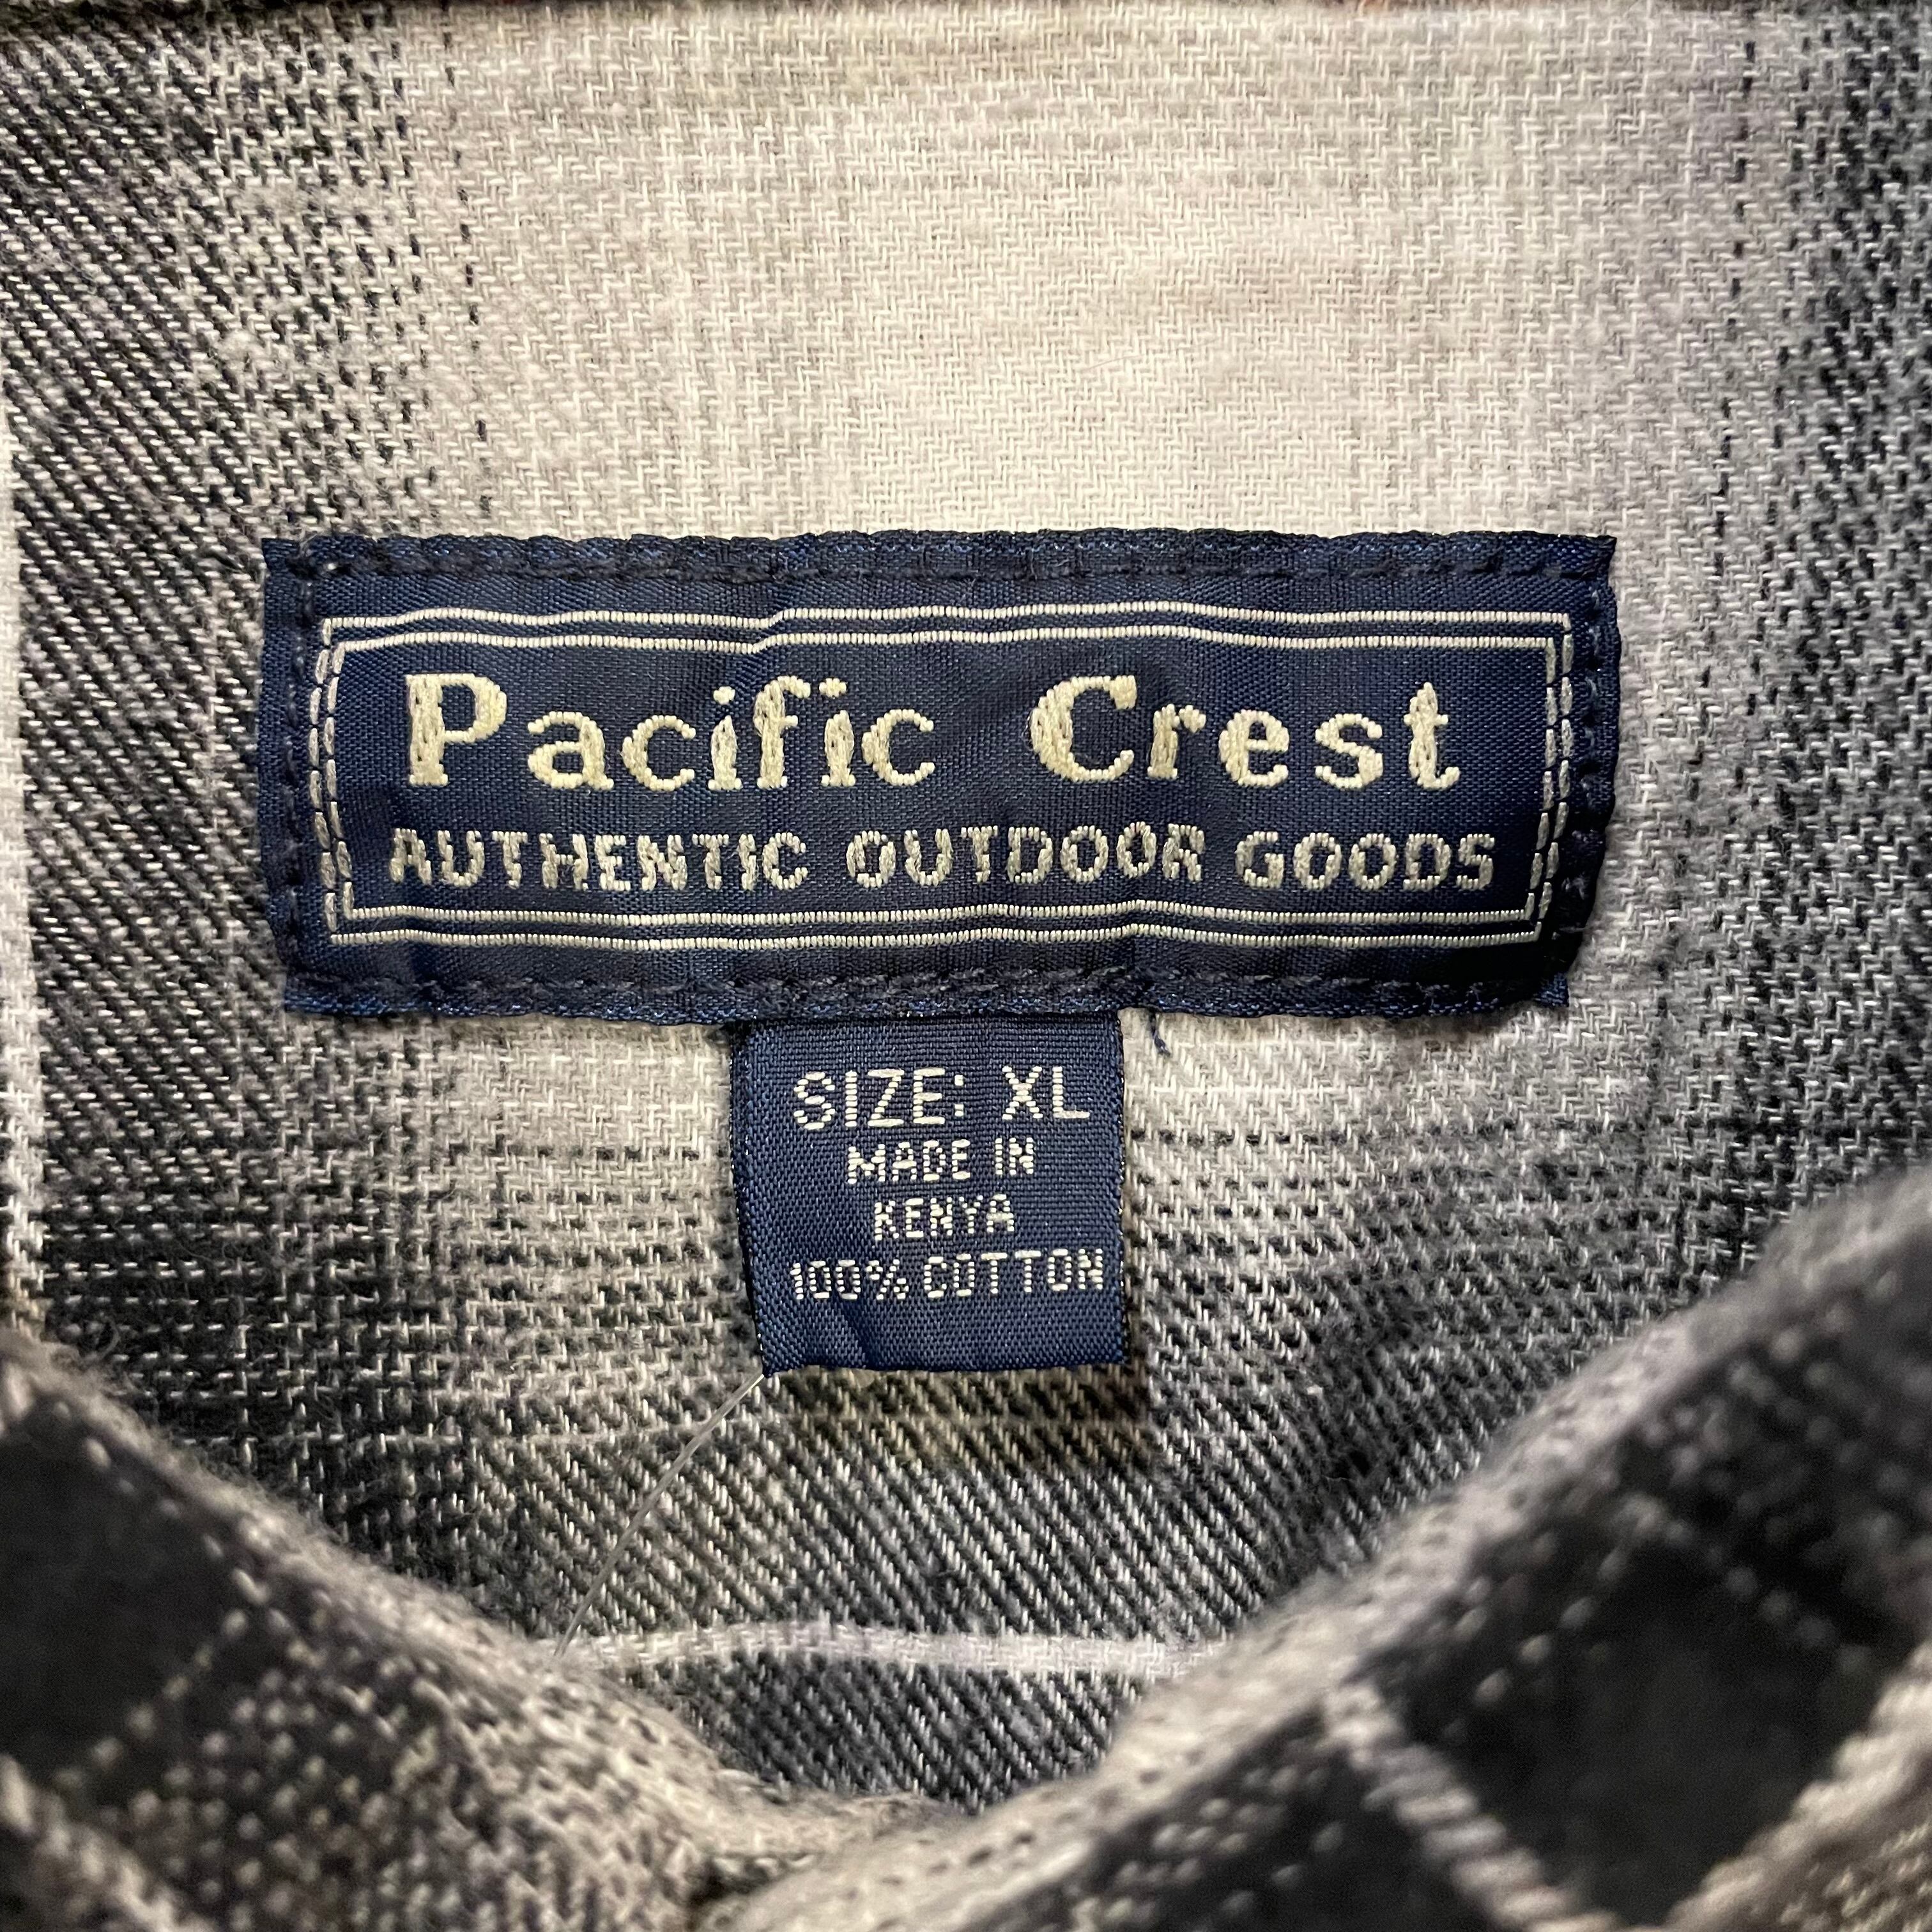 Pacific Crest
AUTHENTIC OUTDOOR GOODS
SIZE: XL
MADE IN
KENYA
100% COTTON